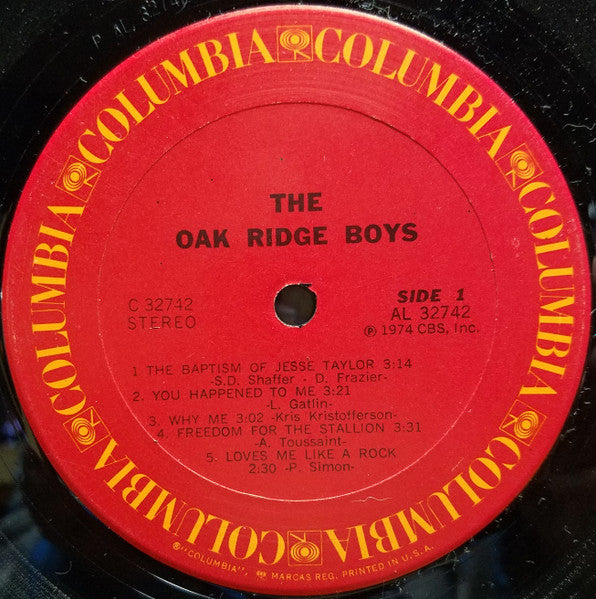 COLUMBIA COLUMBIA COLUMBIA COLUMBIA COLUMBIA COLUMBIA
THE
OAK RIDGE BOYS
C 32742
STEREO
SIDE 1
AL 32742
Ⓟ 1974 CBS, Inc.
1 THE BAPTISM OF JESSE TAYLOR 3:14
-S.D. Shaffer - D. Frazier-
2. YOU HAPPENED TO ME 3:21
-L. Gatlin-
3. WHY ME 3:02 -Kris Kristofferson-
4. FREEDOM FOR THE STALLION 3:31
-A. Toussaint-
5. LOVES ME LIKE A ROCK
2:30 -P. Simon-
®"COLUMBIA", MARCAS REG. PRINTED IN U.S.A.